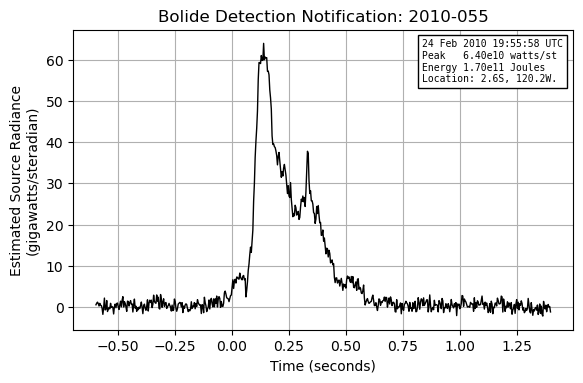 Bolide Detection Notification: 2010-055
24 Feb 2010 19:55:58 UTC
Peak   6.40e10 watts/st
Energy 1.70e11 Joules
Location: 2.6S, 120.2W.
Estimated Source Radiance
(gigawatts/steradian)
60
50
40
30
20
10
0
−0.50 −0.25 0.00 0.25 0.50 0.75 1.00 1.25
Time (seconds)